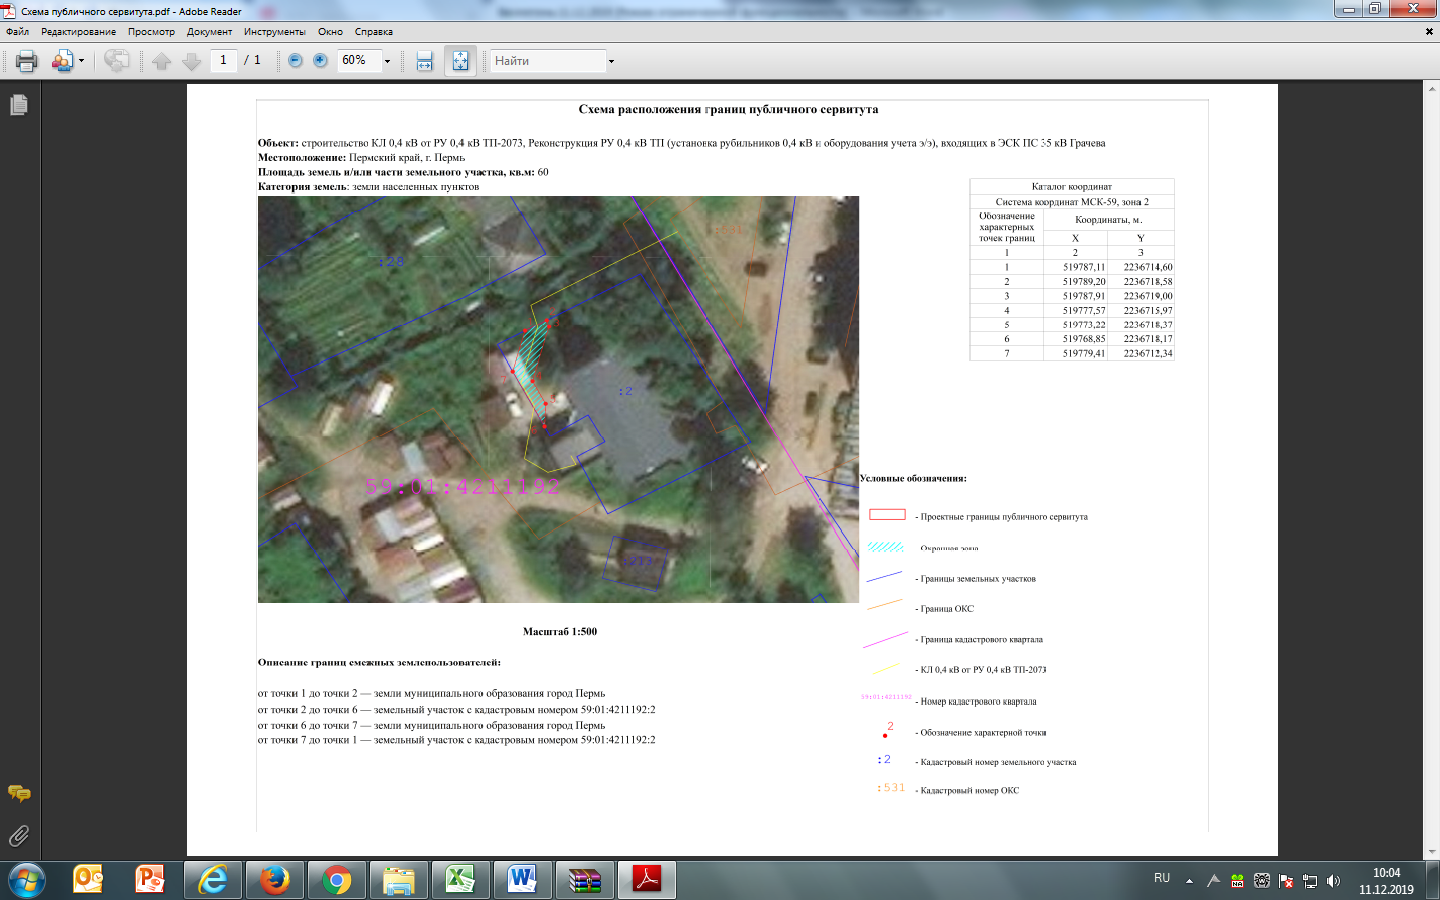 Схема публичного сервитута.pdf - Adobe Reader
Файл Редактирование Просмотр Документ Инструменты Окно Справка
1 / 1 60% Найти
Схема расположения границ публичного сервитута
Объект: строительство КЛ 0,4 кВ от РУ 0,4 кВ ТП-2073, Реконструкция РУ 0,4 кВ ТП (установка рубильников 0,4 кВ и оборудования учета э/э), входящих в ЭСК ПС 35 кВ Грачева
Местоположение: Пермский край, г. Пермь
Площадь земель и/или части земельного участка, кв.м: 60
Категория земель: земли населенных пунктов
Каталог координат
Система координат МСК-59, зона 2
Обозначение характерных точек границ Координаты, м.
X Y
1 2 3
1 519787,11 2236714,60
2 519789,20 2236718,58
3 519787,91 2236719,00
4 519777,57 2236715,97
5 519773,22 2236718,37
6 519768,85 2236718,17
7 519779,41 2236712,34
:531
:28
:2
7
59:01:4211192
:213
Условные обозначения:
- Проектные границы публичного сервитута
- Охранная зона
- Границы земельных участков
- Граница ОКС
- Граница кадастрового квартала
- КЛ 0,4 кВ от РУ 0,4 кВ ТП-2073
59:01:4211192 - Номер кадастрового квартала
2 - Обозначение характерной точки
:2 - Кадастровый номер земельного участка
:531 - Кадастровый номер ОКС
Масштаб 1:500
Описание границ смежных землепользователей:
от точки 1 до точки 2 — земли муниципального образования город Пермь
от точки 2 до точки 6 — земельный участок с кадастровым номером 59:01:4211192:2
от точки 6 до точки 7 — земли муниципального образования город Пермь
от точки 7 до точки 1 — земельный участок с кадастровым номером 59:01:4211192:2
RU
10:04
11.12.2019